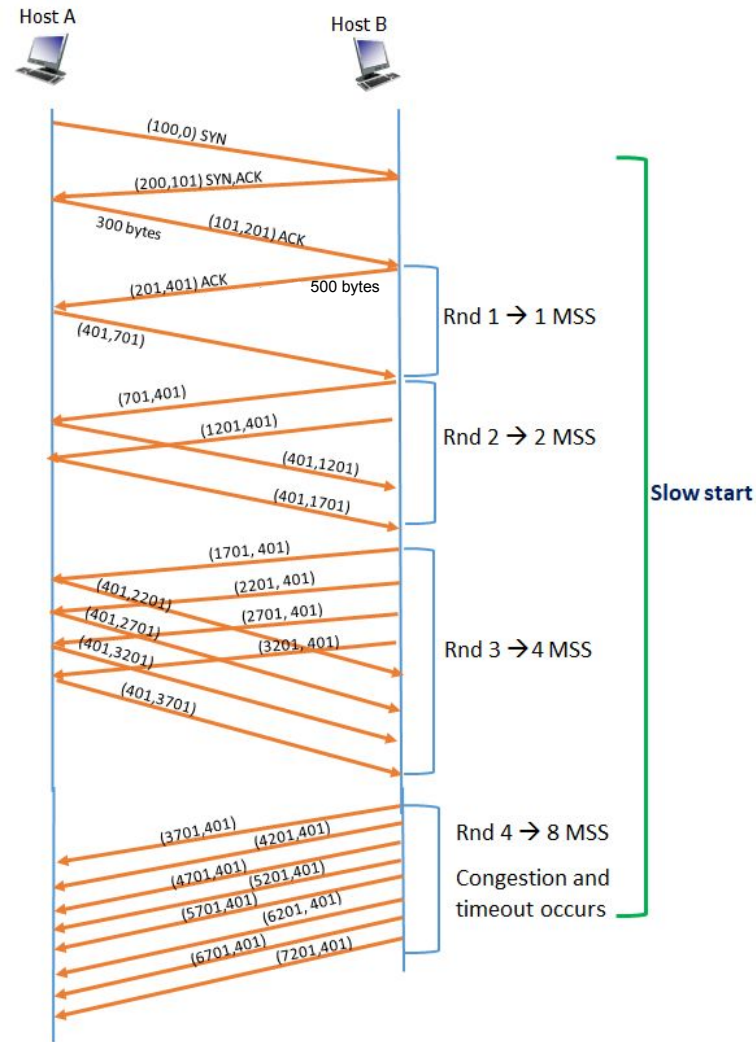 Host A
Host B
(100,0) SYN
(200,101) SYN,ACK
300 bytes
(101,201) ACK
(201,401) ACK
500 bytes
Rnd 1 → 1 MSS
(401,701)
(701,401)
(1201,401)
Rnd 2 → 2 MSS
(401,1201)
(401,1701)
Slow start
(1701, 401)
(401,2201)
(2201, 401)
(401,2701)
(2701, 401)
(401,3201)
(3201, 401)
Rnd 3 →4 MSS
(401,3701)
(3701,401)
(4201,401)
Rnd 4 → 8 MSS
(4701,401)
(5201,401)
Congestion and
timeout occurs
(5701,401)
(6201, 401)
(6701,401)
(7201,401)